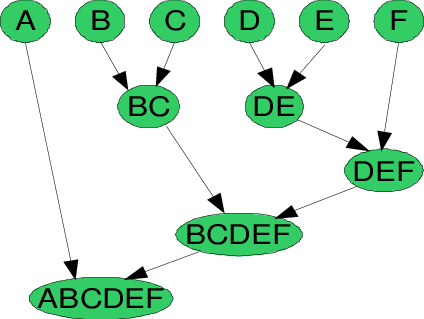 A B C D E F
BC DE
DEF
BCDEF
ABCDEF